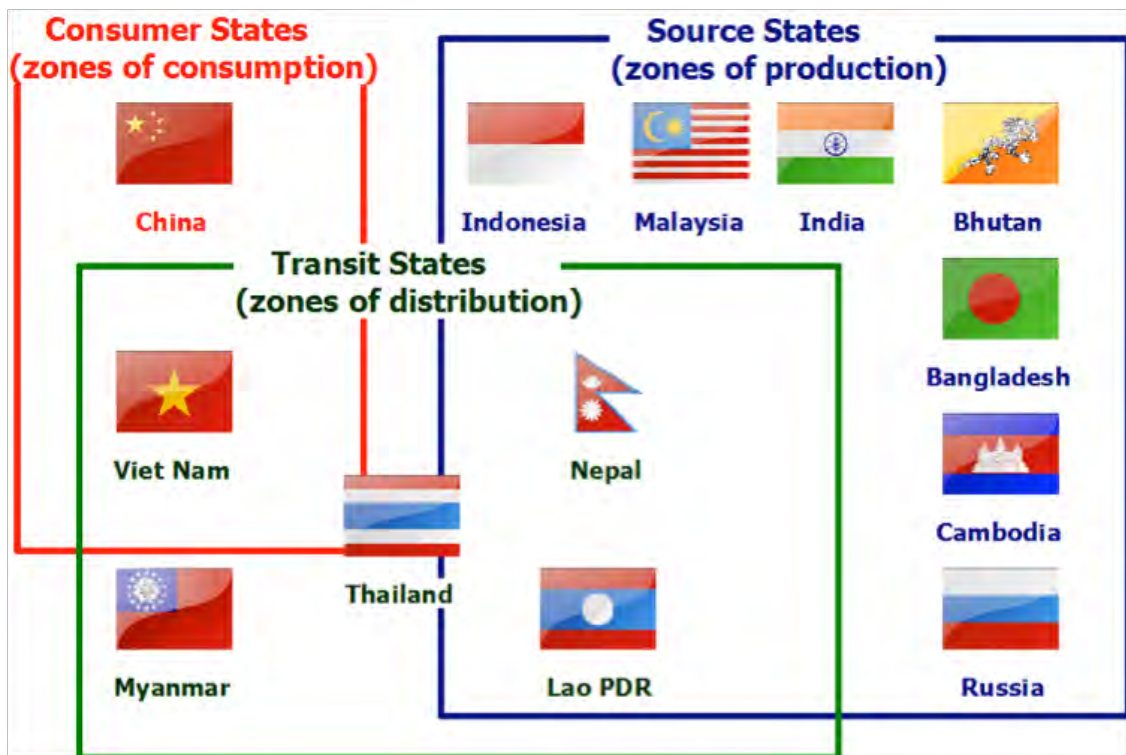 Consumer States
(zones of consumption)
Source States
(zones of production)
China
Indonesia
Malaysia
India
Bhutan
Transit States
(zones of distribution)
Bangladesh
Viet Nam
Nepal
Cambodia
Thailand
Myanmar
Lao PDR
Russia